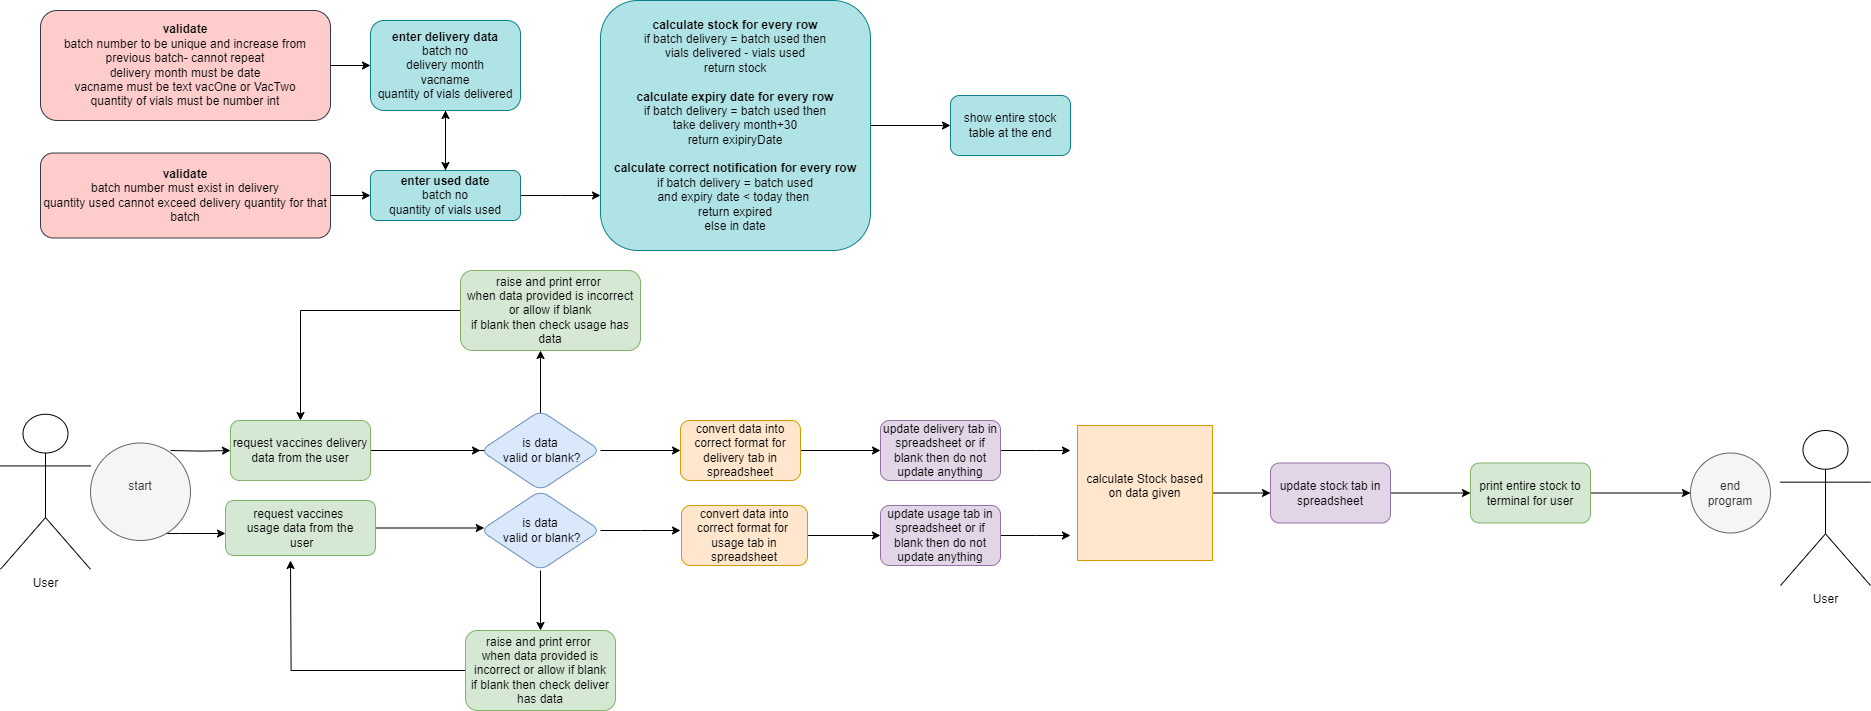 validate
batch number to be unique and increase from
previous batch- cannot repeat
delivery month must be date
vacname must be text vacOne or VacTwo
quantity of vials must be number int
enter delivery data
batch no
delivery month
vacname
quantity of vials delivered
calculate stock for every row
if batch delivery = batch used then
vials delivered - vials used
return stock
calculate expiry date for every row
if batch delivery = batch used then
take delivery month+30
return exipiryDate
calculate correct notification for every row
if batch delivery = batch used
and expiry date < today then
return expired
else in date
show entire stock
table at the end
validate
batch number must exist in delivery
quantity used cannot exceed delivery quantity for that
batch
enter used date
batch no
quantity of vials used
raise and print error
when data provided is incorrect
or allow if blank
if blank then check usage has
data
User
start
request vaccines delivery
data from the user
is data
valid or blank?
convert data into
correct format for
delivery tab in
spreadsheet
update delivery tab in
spreadsheet or if
blank then do not
update anything
request vaccines
usage data from the
user
is data
valid or blank?
convert data into
correct format for
usage tab in
spreadsheet
update usage tab in
spreadsheet or if
blank then do not
update anything
calculate Stock based
on data given
update stock tab in
spreadsheet
print entire stock to
terminal for user
end
program
User
raise and print error
when data provided is
incorrect or allow if blank
if blank then check deliver
has data